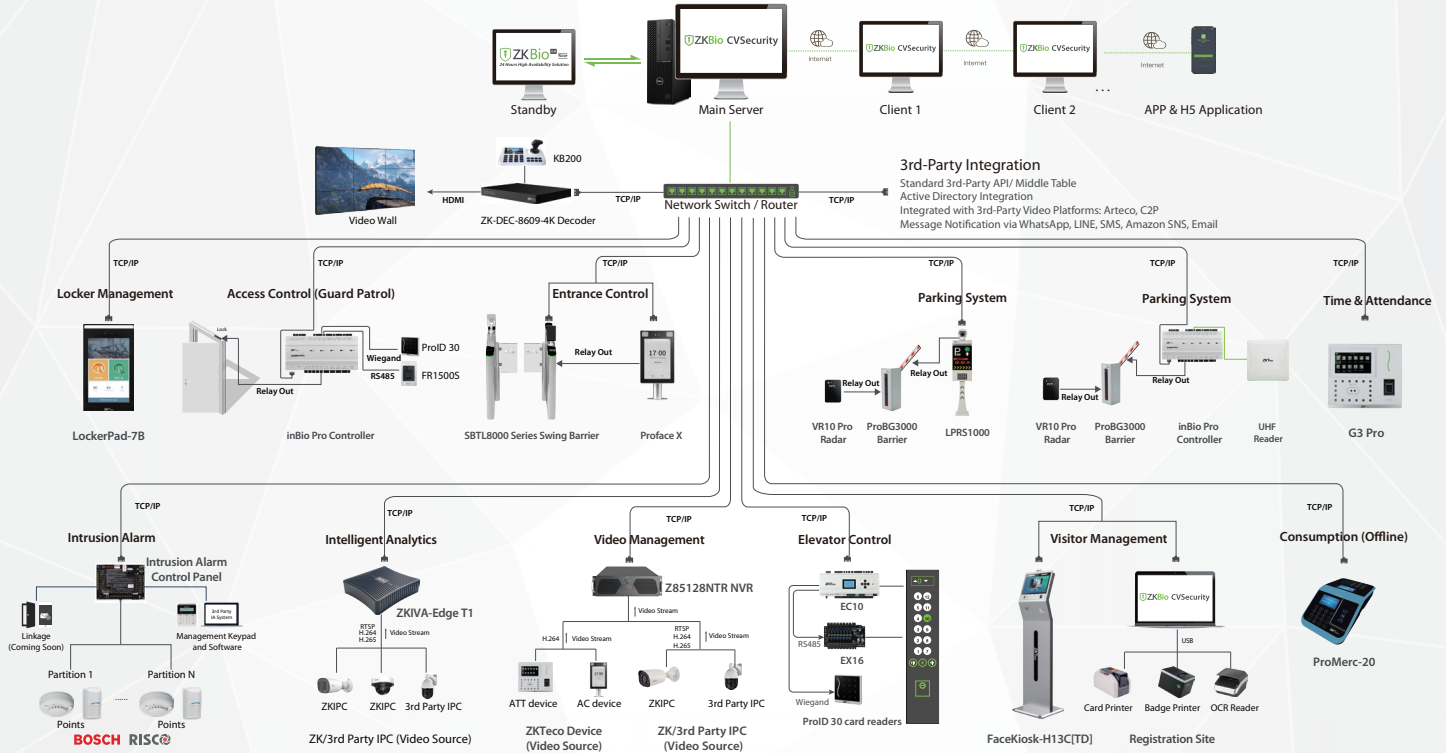 ZKBio
24 Hours High Availability Solution
ZKBio CVSecurity
Internet
ZKBio CVSecurity
Internet
ZKBio CVSecurity
...
Internet
Standby
Main Server
Client 1
Client 2
APP & H5 Application
KB200
HDMI
Video Wall
ZK-DEC-8609-4K Decoder
TCP/IP
Network Switch / Router
TCP/IP
3rd-Party Integration
Standard 3rd-Party API/ Middle Table
Active Directory Integration
Integrated with 3rd-Party Video Platforms: Arteco, C2P
Message Notification via WhatsApp, LINE, SMS, Amazon SNS, Email
TCP/IP
TCP/IP
TCP/IP
TCP/IP
TCP/IP
TCP/IP
Locker Management
Access Control (Guard Patrol)
Entrance Control
Parking System
Parking System
Time & Attendance
Lock
Wiegand
ProID 30
RS485
FR1500S
Relay Out
17:00
Relay Out
P
Relay Out
Relay Out
Relay Out
Relay Out
LockerPad-7B
inBio Pro Controller
SBTL8000 Series Swing Barrier
Proface X
VR10 Pro
Radar
ProBG3000
Barrier
LPRS1000
VR10 Pro
Radar
ProBG3000
Barrier
inBio Pro
Controller
UHF
Reader
G3 Pro
TCP/IP
TCP/IP
TCP/IP
TCP/IP
TCP/IP
TCP/IP
Intrusion Alarm
Intelligent Analytics
Video Management
Elevator Control
Visitor Management
Consumption (Offline)
Intrusion Alarm
Control Panel
3rd Party
IA System
Linkage
(Coming Soon)
Management Keypad
and Software
Partition 1
Partition N
......
Points
Points
BOSCH RISCO
ZKIVA-Edge T1
RTSP
H.264
H.265
Video Stream
ZKIPC
ZKIPC
3rd Party IPC
ZK/3rd Party IPC (Video Source)
Z85128NTR NVR
Video Stream
H.264
Video Stream
RTSP
H.264
H.265
Video Stream
ATT device
AC device
ZKIPC
3rd Party IPC
ZKTeco Device
(Video Source)
ZK/3rd Party IPC
(Video Source)
EC10
RS485
EX16
Wiegand
ProID 30 card readers
ZKBio CVSecurity
USB
Card Printer
Badge Printer
OCR Reader
FaceKiosk-H13C[TD]
Registration Site
ProMerc-20